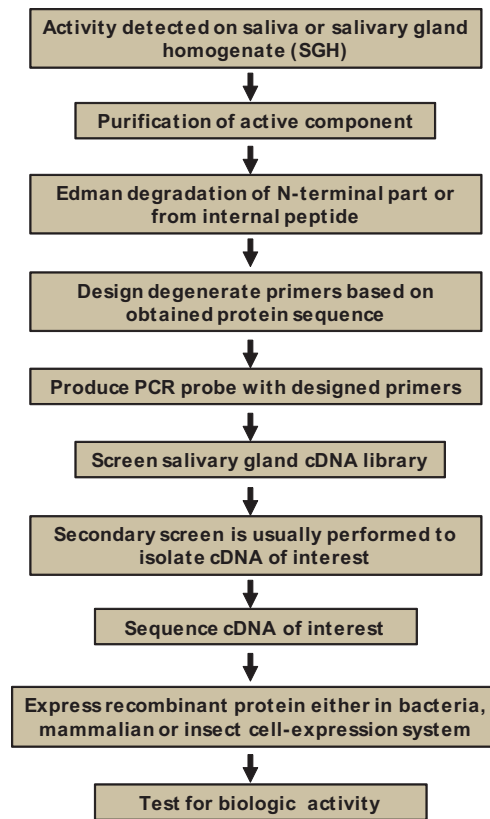 Activity detected on saliva or salivary gland
homogenate (SGH)
Purification of active component
Edman degradation of N-terminal part or
from internal peptide
Design degenerate primers based on
obtained protein sequence
Produce PCR probe with designed primers
Screen salivary gland cDNA library
Secondary screen is usually performed to
isolate cDNA of interest
Sequence cDNA of interest
Express recombinant protein either in bacteria,
mammalian or insect cell-expression system
Test for biologic activity